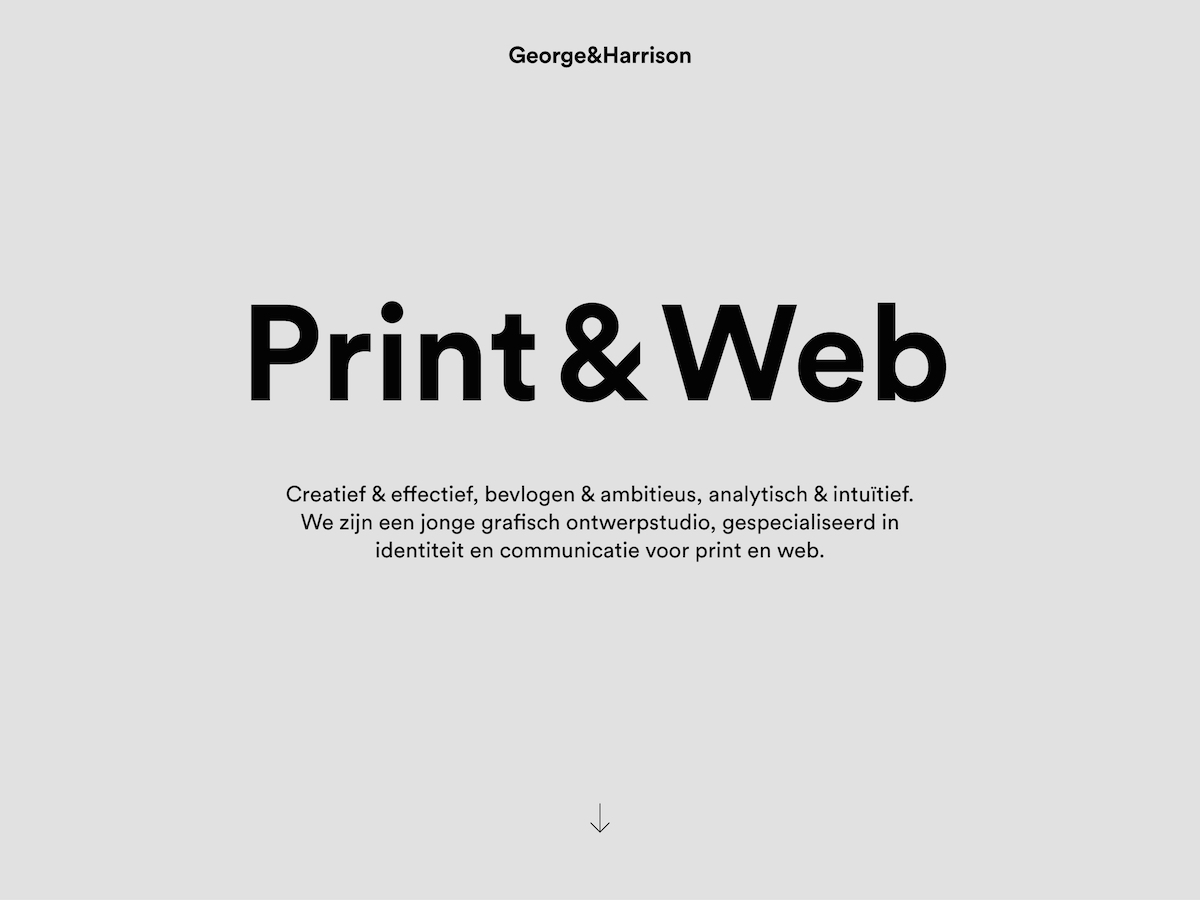 George&Harrison
Print & Web
Creatief & effectief, bevlogen & ambitieus, analytisch & intuïtief.
We zijn een jonge grafisch ontwerpstudio, gespecialiseerd in
identiteit en communicatie voor print en web.